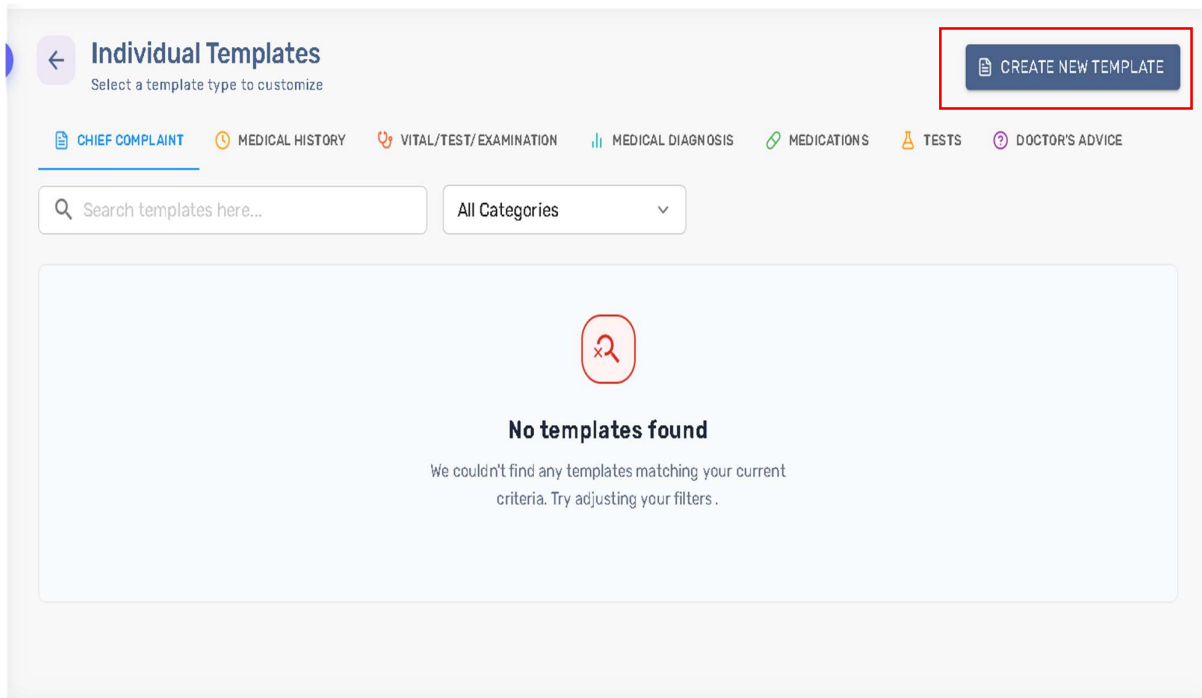 Individual Templates
Select a template type to customize
CREATE NEW TEMPLATE
CHIEF COMPLAINT
MEDICAL HISTORY
VITAL/TEST/EXAMINATION
MEDICAL DIAGNOSIS
MEDICATIONS
TESTS
DOCTOR'S ADVICE
Search templates here...
All Categories
No templates found
We couldn't find any templates matching your current
criteria. Try adjusting your filters .